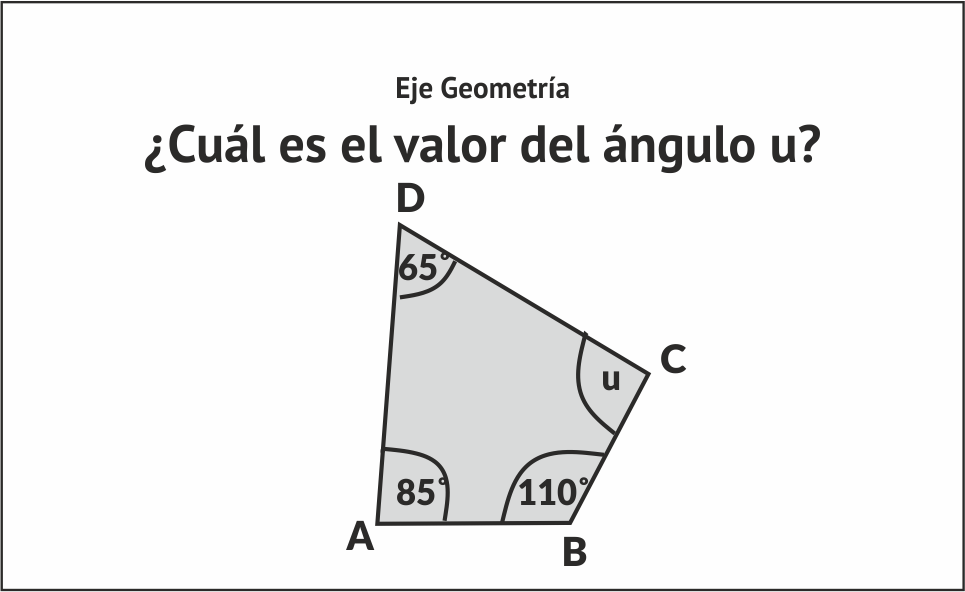 Eje Geometría
¿Cuál es el valor del ángulo u?
D
65°
C
u
85°
110°
A
B